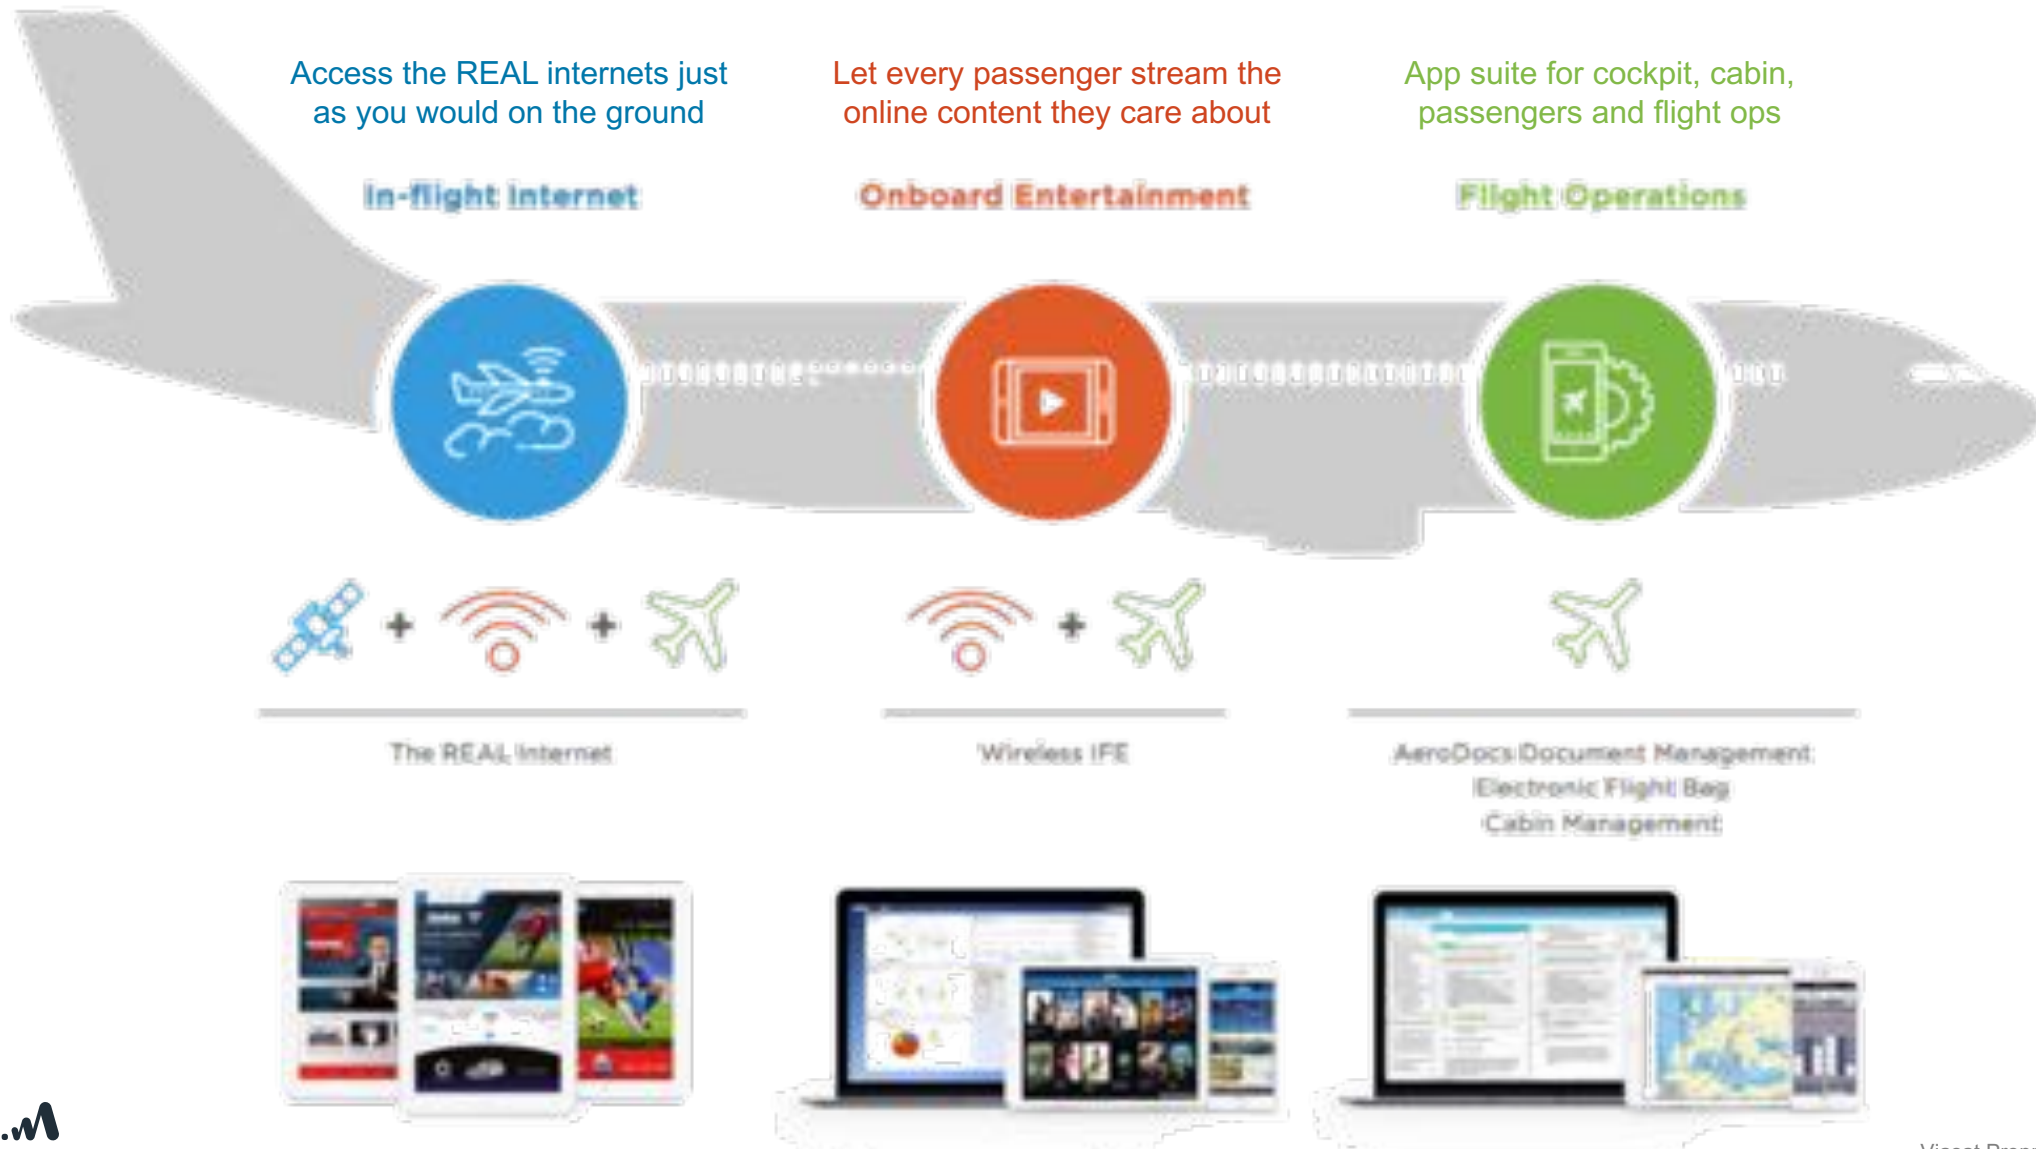 Access the REAL internets just
as you would on the ground
Let every passenger stream the
online content they care about
App suite for cockpit, cabin,
passengers and flight ops
In-flight Internet
Onboard Entertainment
Flight Operations
The REAL Internet
Wireless IFE
AeroDocs Document Management
Electronic Flight Bag
Cabin Management